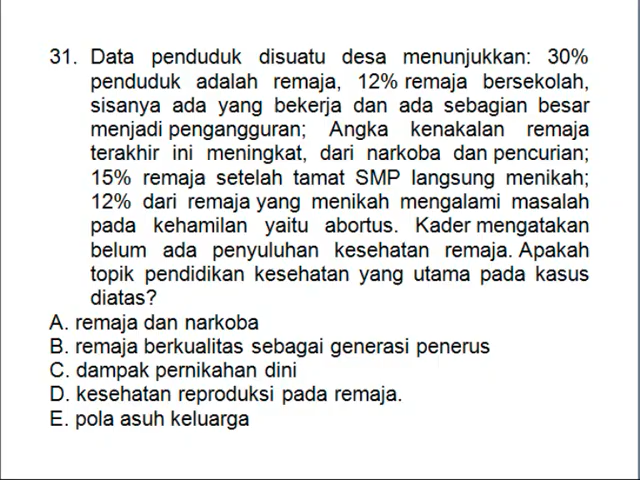 31. Data penduduk disuatu desa menunjukkan: 30%
penduduk adalah remaja, 12% remaja bersekolah,
sisanya ada yang bekerja dan ada sebagian besar
menjadi pengangguran; Angka kenakalan remaja
terakhir ini meningkat, dari narkoba dan pencurian;
15% remaja setelah tamat SMP langsung menikah;
12% dari remaja yang menikah mengalami masalah
pada kehamilan yaitu abortus. Kader mengatakan
belum ada penyuluhan kesehatan remaja. Apakah
topik pendidikan kesehatan yang utama pada kasus
diatas?
A. remaja dan narkoba
B. remaja berkualitas sebagai generasi penerus
C. dampak pernikahan dini
D. kesehatan reproduksi pada remaja.
E. pola asuh keluarga